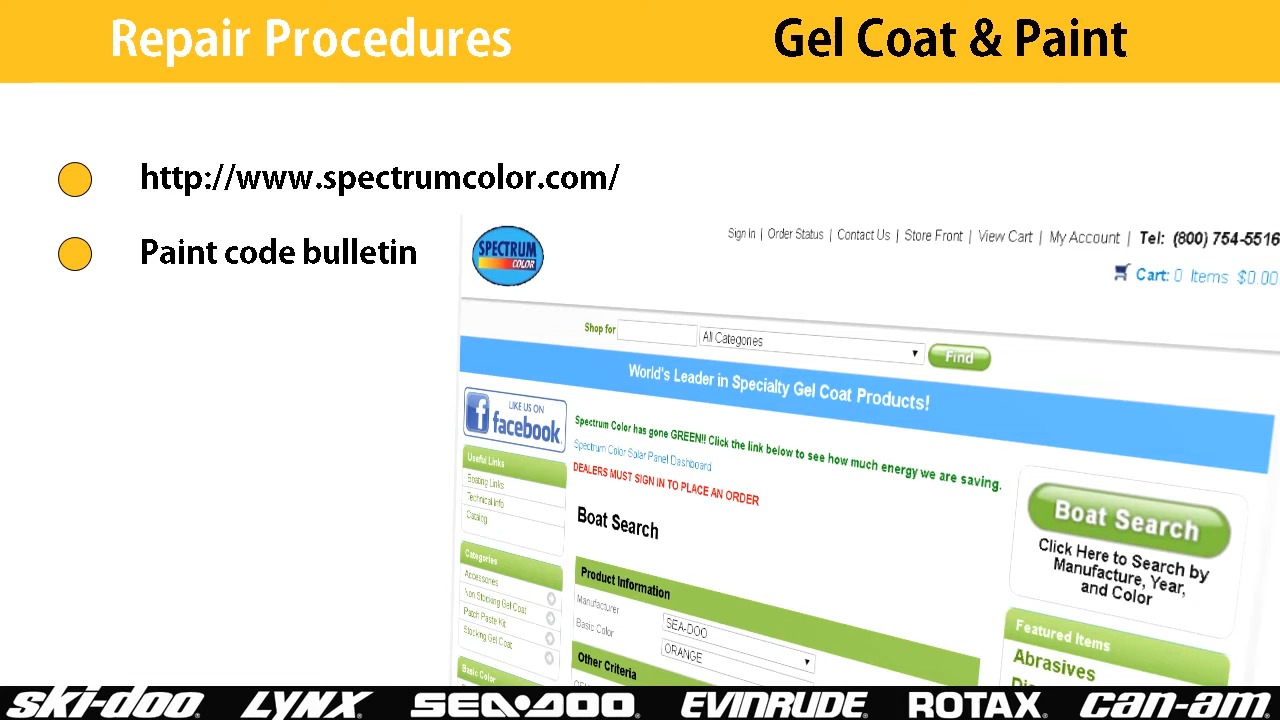 Repair Procedures
Gel Coat & Paint
http://www.spectrumcolor.com/
Paint code bulletin
SPECTRUM
COLOR
Sign In | Order Status | Contact Us | Store Front | View Cart | My Account | Tel: (800) 754-5516
Cart: 0 Items $0.00
Shop for
All Categories
Find
World's Leader in Specialty Gel Coat Products!
LIKE US ON
facebook.
Spectrum Color has gone GREEN!! Click the link below to see how much energy we are saving.
Spectrum Color Solar Panel Dashboard
DEALERS MUST SIGN IN TO PLACE AN ORDER
Useful Links
Boating Links
Technical Info
Catalog
Boat Search
Boat Search
Click Here to Search by
Manufacture, Year,
and Color
Categories
Accessories
Non Stocking Gel Coat
Patch Paste Kit
Stocking Gel Coat
Basic Color
Product Information
Manufacturer
SEA-DOO
Basic Color
ORANGE
Other Criteria
Featured Items
Abrasives
ski-doo
LYNX
SEA-DOO
EVINRUDE
ROTAX
can-am